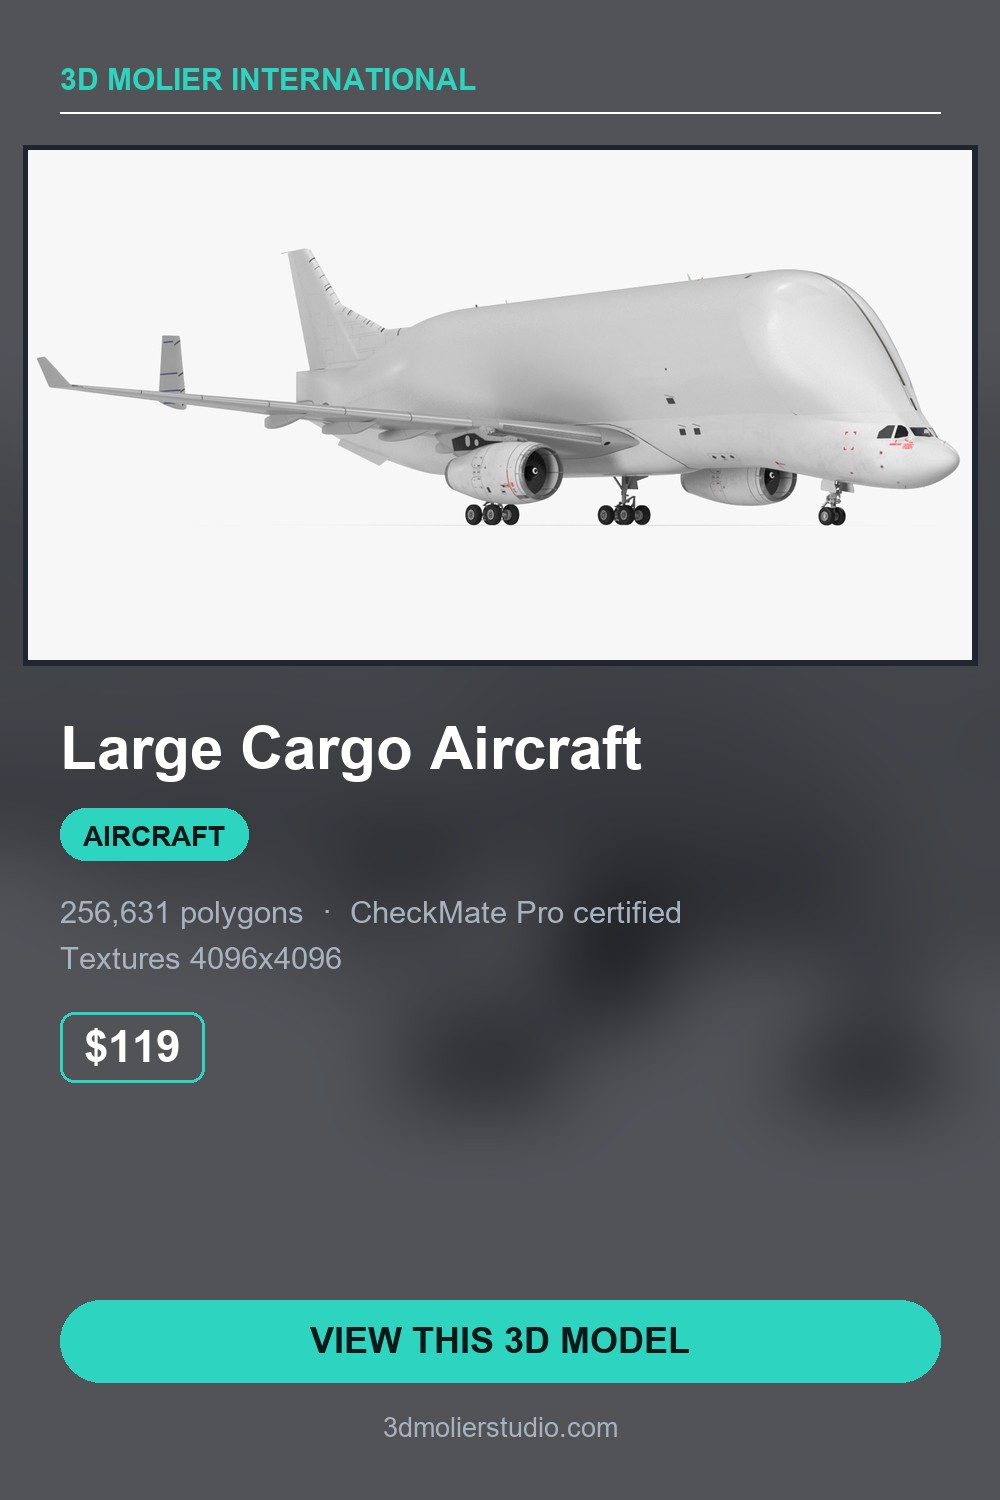 3D MOLIER INTERNATIONAL
Large Cargo Aircraft
AIRCRAFT
256,631 polygons · CheckMate Pro certified
Textures 4096x4096
$119
VIEW THIS 3D MODEL
3dmolierstudio.com